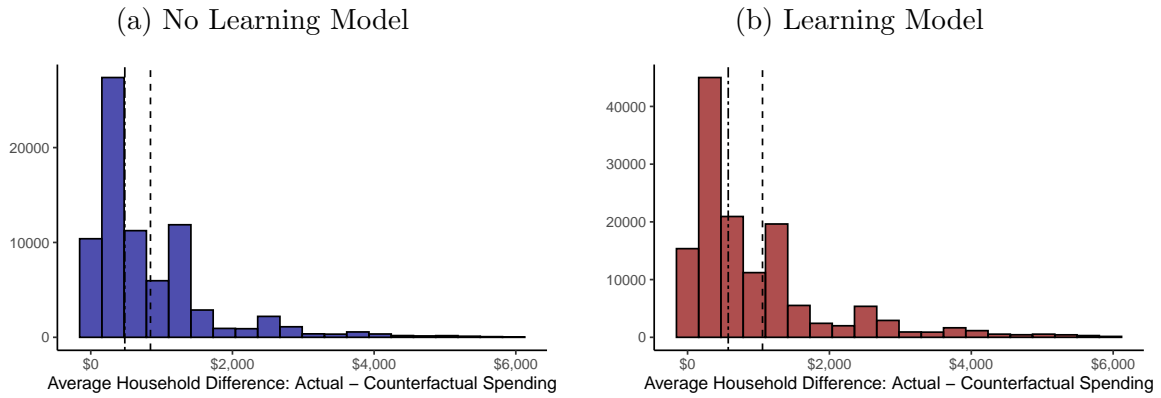 (a) No Learning Model
20000
10000
0
$0 $2,000 $4,000 $6,000
Average Household Difference: Actual − Counterfactual Spending
(b) Learning Model
40000
30000
20000
10000
0
$0 $2,000 $4,000 $6,000
Average Household Difference: Actual − Counterfactual Spending